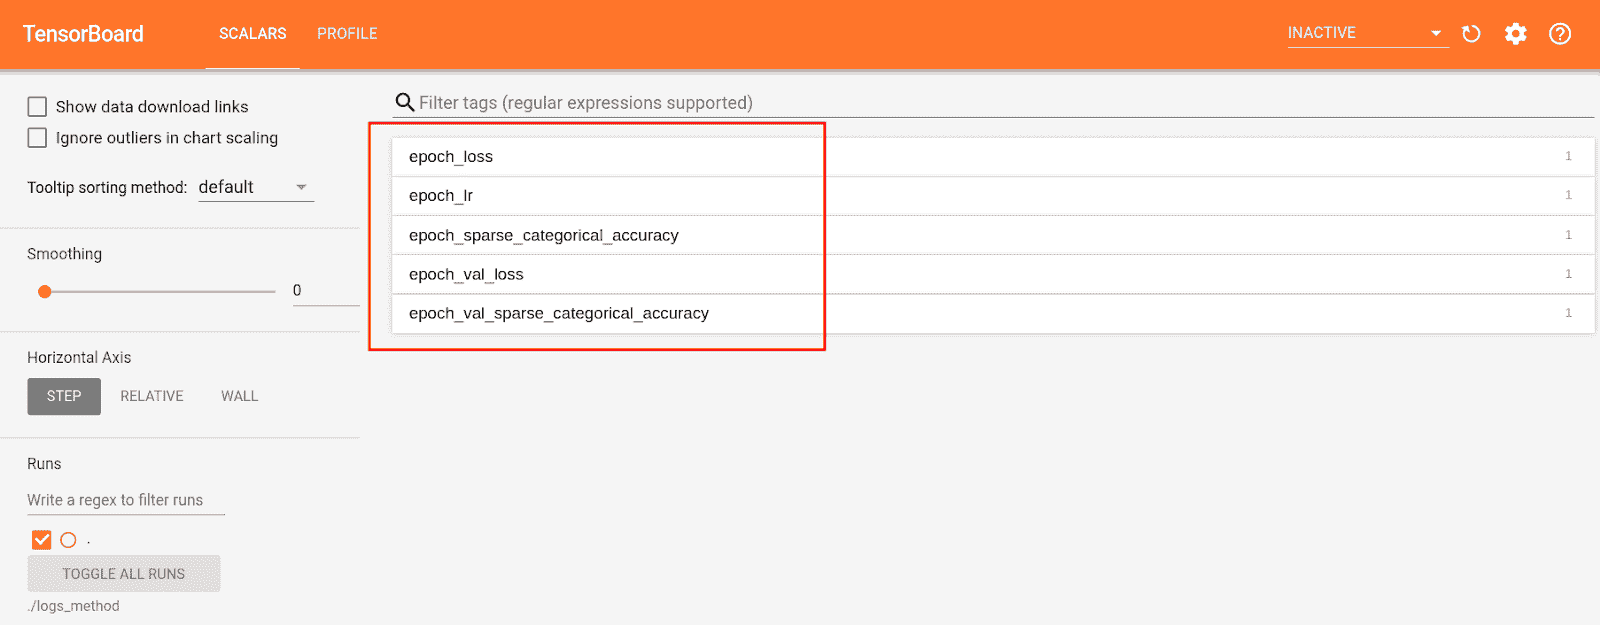 TensorBoard SCALARS PROFILE INACTIVE
Show data download links
Ignore outliers in chart scaling
Tooltip sorting method: default
Smoothing
0
Horizontal Axis
STEP RELATIVE WALL
Runs
Write a regex to filter runs
.
TOGGLE ALL RUNS
./logs_method
Filter tags (regular expressions supported)
epoch_loss 1
epoch_lr 1
epoch_sparse_categorical_accuracy 1
epoch_val_loss 1
epoch_val_sparse_categorical_accuracy 1